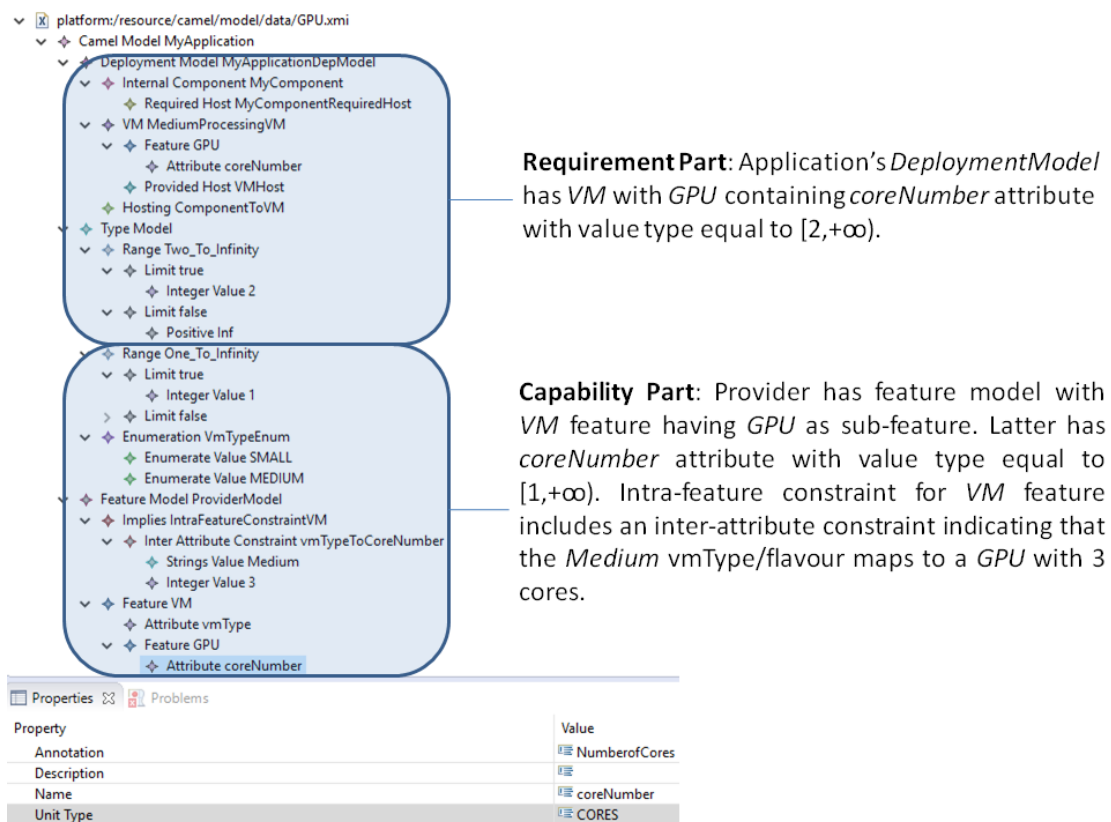 platform:/resource/camel/model/data/GPU.xmi
Camel Model MyApplication
Deployment Model MyApplicationDepModel
Internal Component MyComponent
Required Host MyComponentRequiredHost
VM MediumProcessingVM
Feature GPU
Attribute coreNumber
Provided Host VMHost
Hosting ComponentToVM
Type Model
Range Two_To_Infinity
Limit true
Integer Value 2
Limit false
Positive Inf
Range One_To_Infinity
Limit true
Integer Value 1
Limit false
Enumeration VmTypeEnum
Enumerate Value SMALL
Enumerate Value MEDIUM
Feature Model ProviderModel
Implies IntraFeatureConstraintVM
Inter Attribute Constraint vmTypeToCoreNumber
Strings Value Medium
Integer Value 3
Feature VM
Attribute vmType
Feature GPU
Attribute coreNumber
Requirement Part: Application's DeploymentModel
has VM with GPU containing coreNumber attribute
with value type equal to [2,+∞).
Capability Part: Provider has feature model with
VM feature having GPU as sub-feature. Latter has
coreNumber attribute with value type equal to
[1,+∞). Intra-feature constraint for VM feature
includes an inter-attribute constraint indicating that
the Medium vmType/flavour maps to a GPU with 3
cores.
Properties Problems
Property Value
Annotation NumberofCores
Description
Name coreNumber
Unit Type CORES